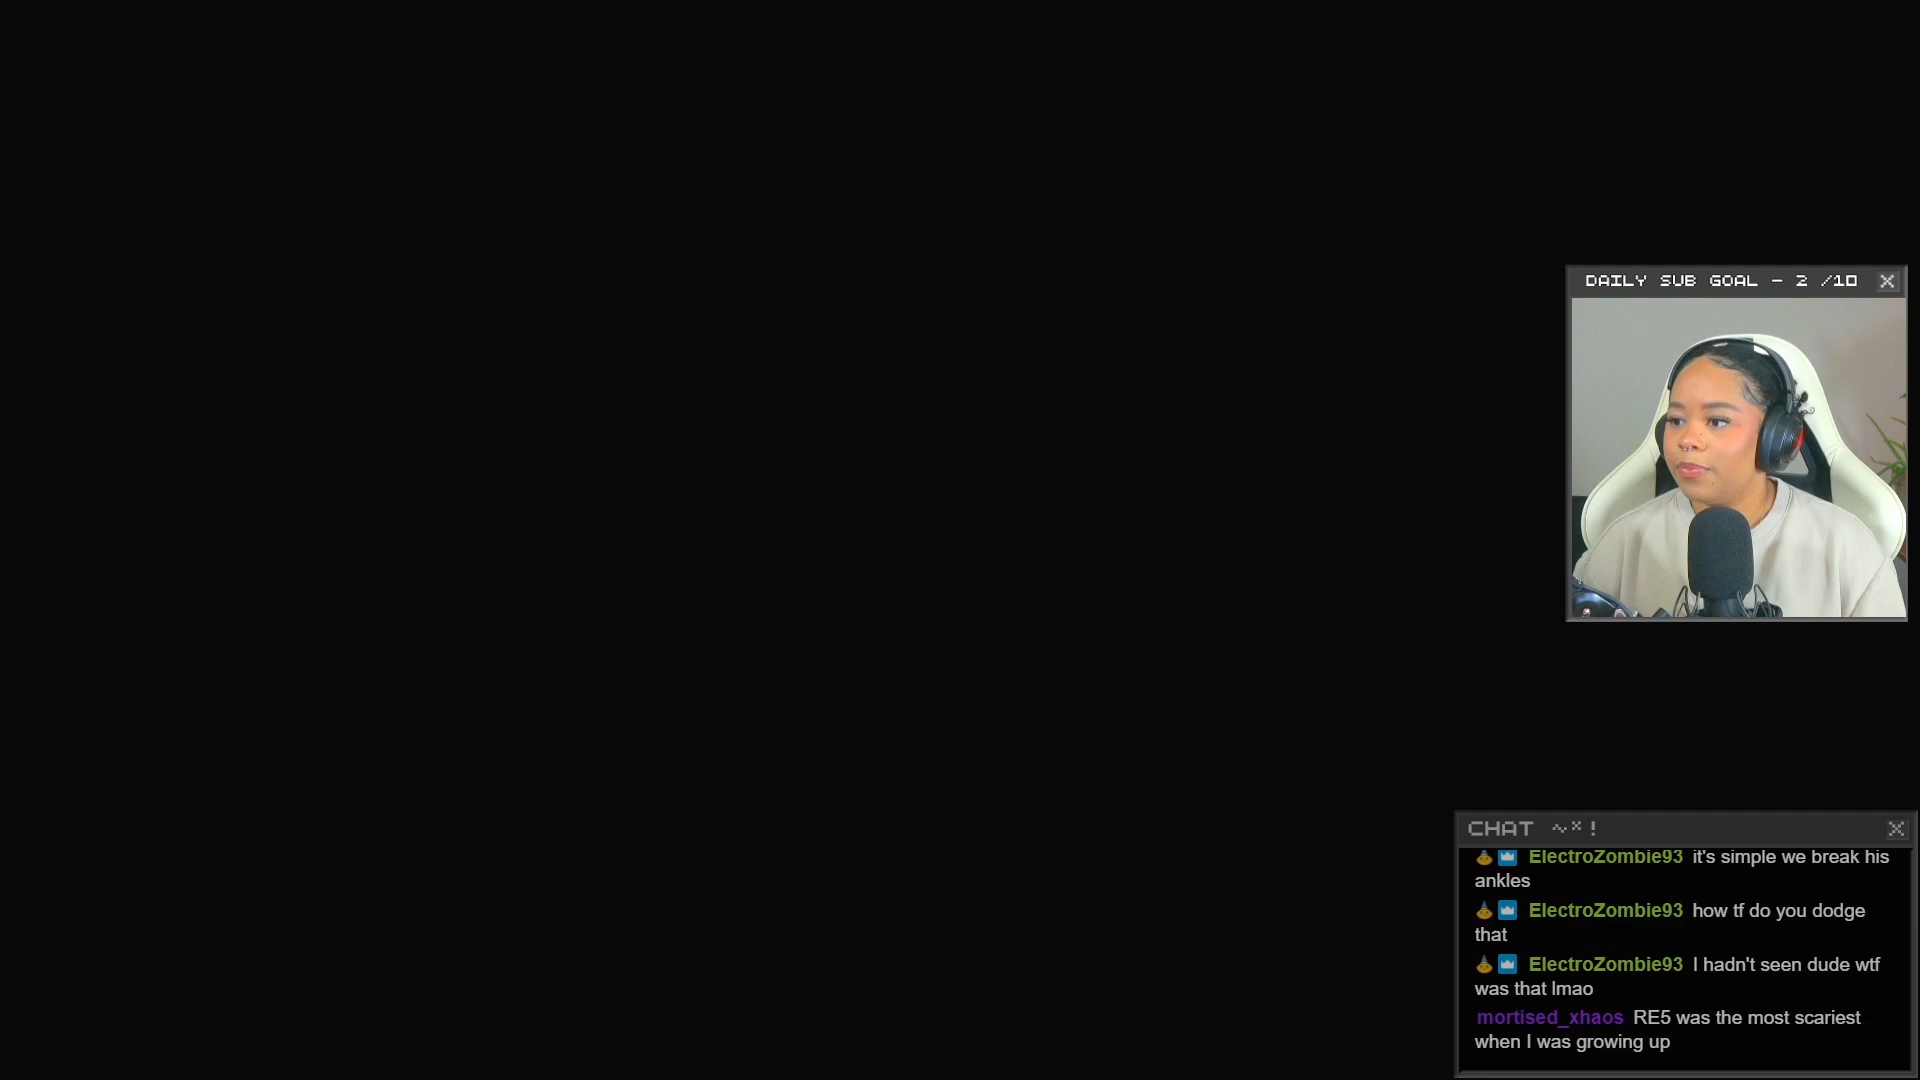 DAILY SUB GOAL - 2 /10
CHAT ~*!
ElectroZombie93 it's simple we break his
ankles
ElectroZombie93 how tf do you dodge
that
ElectroZombie93 I hadn't seen dude wtf
was that lmao
mortised_xhaos RE5 was the most scariest
when I was growing up